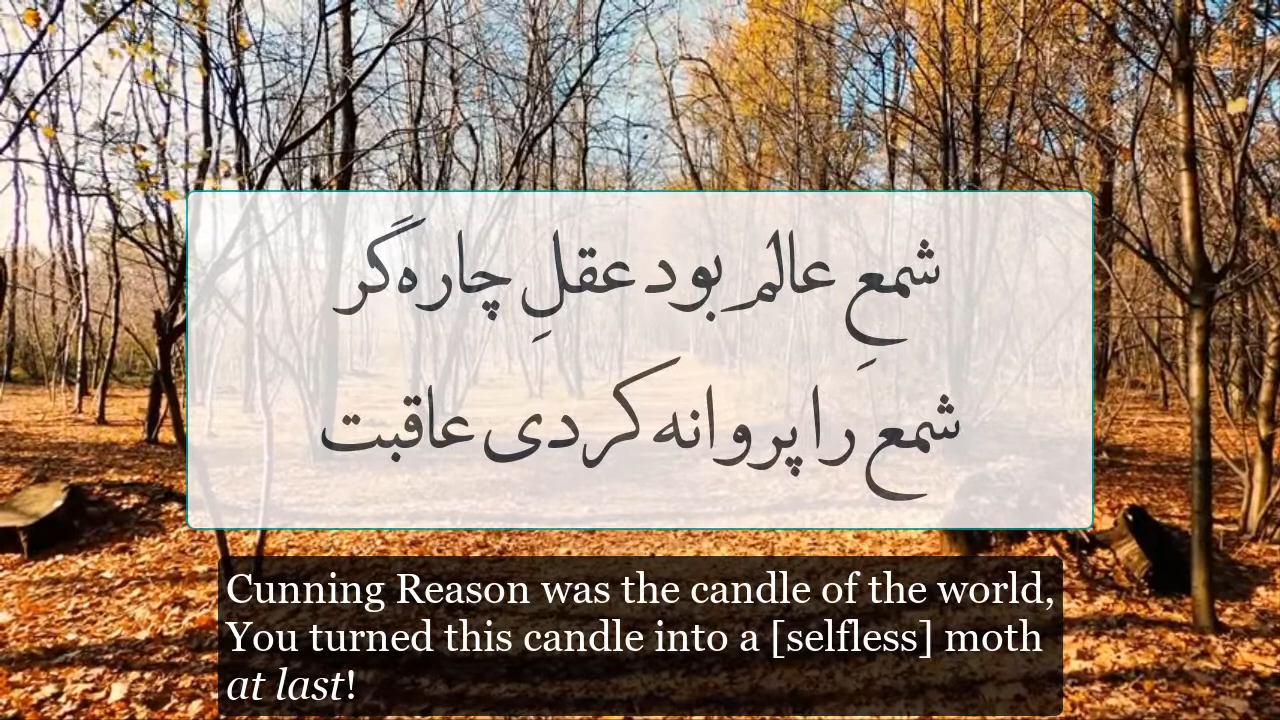 شمعِ عالم بود عقلِ چاره‌گر
شمع را پروانه کردی عاقبت
Cunning Reason was the candle of the world,
You turned this candle into a [selfless] moth
at last!